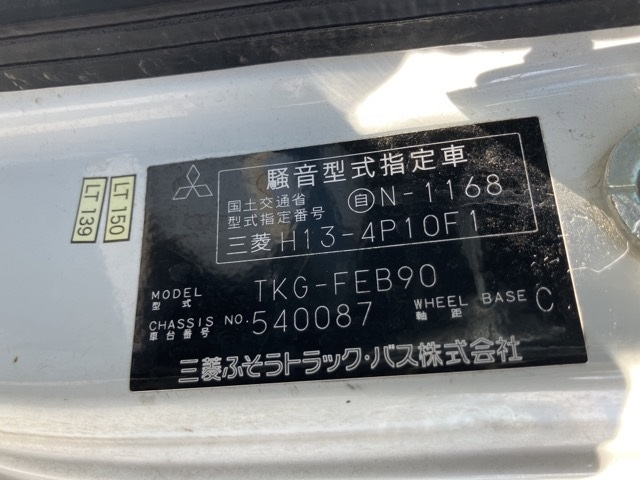 騒音型式指定車
国土交通省
型式指定番号
自 N-1168
三菱 H13-4P10F1
MODEL
型式
TKG-FEB90
CHASSIS NO.
車台番号
540087
WHEEL BASE
軸距
C
三菱ふそうトラック・バス株式会社
LT 150
LT 139